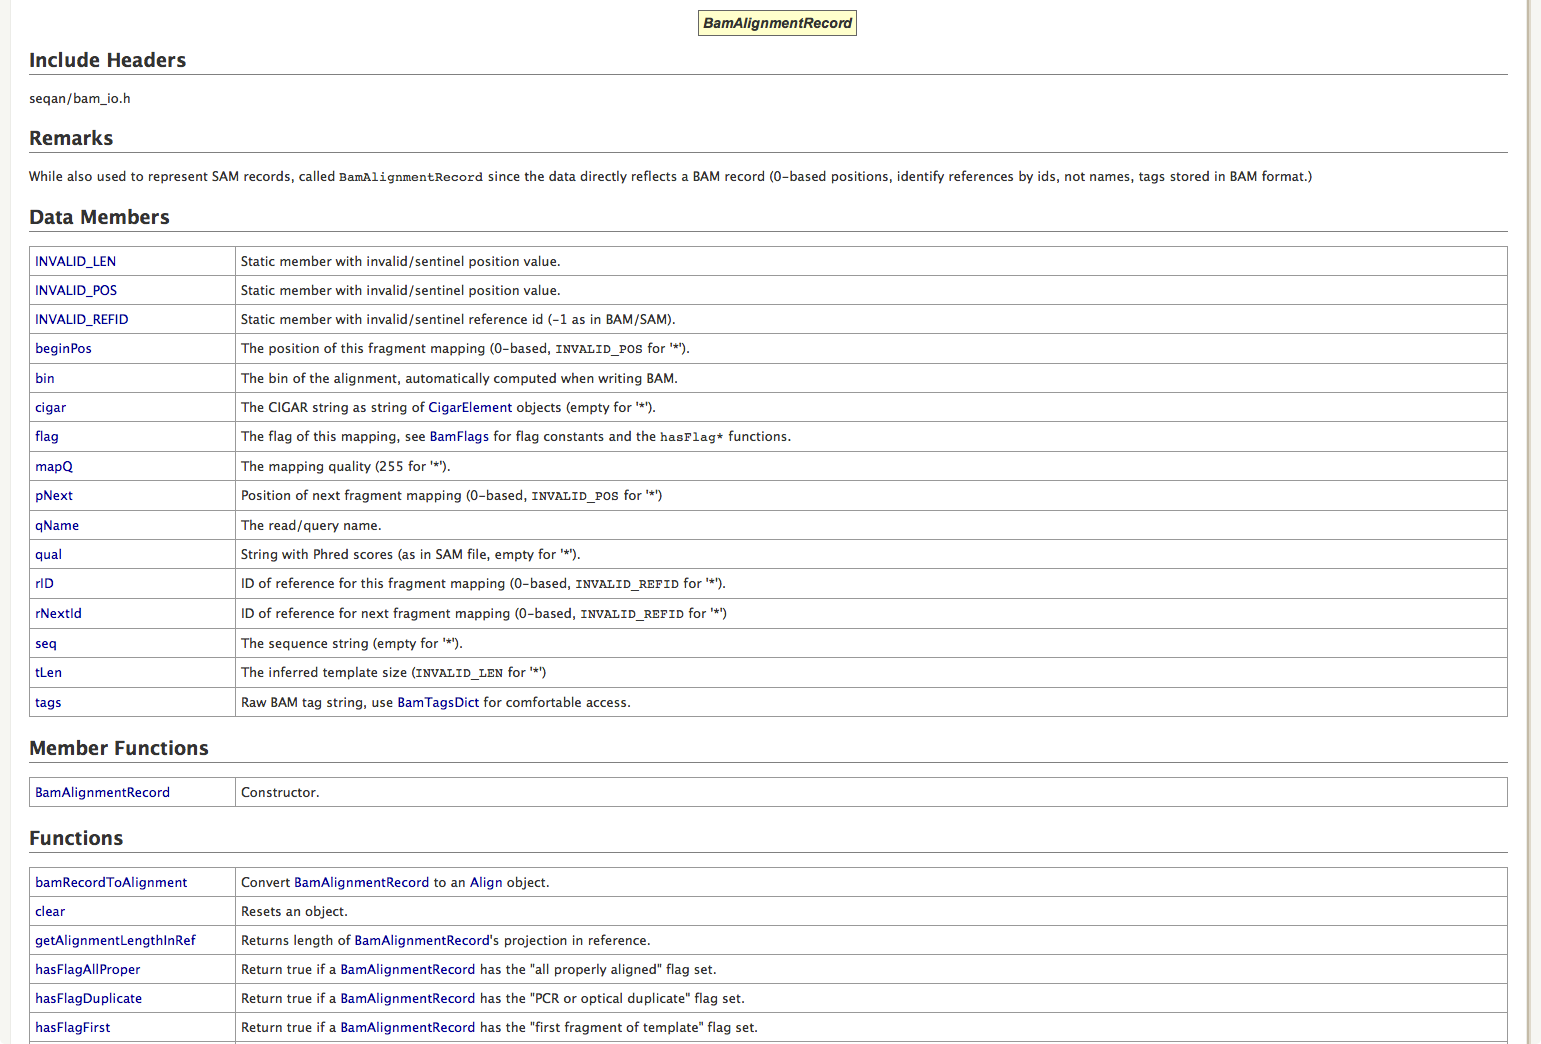 BamAlignmentRecord
Include Headers
seqan/bam_io.h
Remarks
While also used to represent SAM records, called BamAlignmentRecord since the data directly reflects a BAM record (0-based positions, identify references by ids, not names, tags stored in BAM format.)
Data Members
INVALID_LEN Static member with invalid/sentinel position value.
INVALID_POS Static member with invalid/sentinel position value.
INVALID_REFID Static member with invalid/sentinel reference id (-1 as in BAM/SAM).
beginPos The position of this fragment mapping (0-based, INVALID_POS for '*').
bin The bin of the alignment, automatically computed when writing BAM.
cigar The CIGAR string as string of CigarElement objects (empty for '*').
flag The flag of this mapping, see BamFlags for flag constants and the hasFlag* functions.
mapQ The mapping quality (255 for '*').
pNext Position of next fragment mapping (0-based, INVALID_POS for '*')
qName The read/query name.
qual String with Phred scores (as in SAM file, empty for '*').
rID ID of reference for this fragment mapping (0-based, INVALID_REFID for '*').
rNextId ID of reference for next fragment mapping (0-based, INVALID_REFID for '*')
seq The sequence string (empty for '*').
tLen The inferred template size (INVALID_LEN for '*')
tags Raw BAM tag string, use BamTagsDict for comfortable access.
Member Functions
BamAlignmentRecord Constructor.
Functions
bamRecordToAlignment Convert BamAlignmentRecord to an Align object.
clear Resets an object.
getAlignmentLengthInRef Returns length of BamAlignmentRecord's projection in reference.
hasFlagAllProper Return true if a BamAlignmentRecord has the "all properly aligned" flag set.
hasFlagDuplicate Return true if a BamAlignmentRecord has the "PCR or optical duplicate" flag set.
hasFlagFirst Return true if a BamAlignmentRecord has the "first fragment of template" flag set.